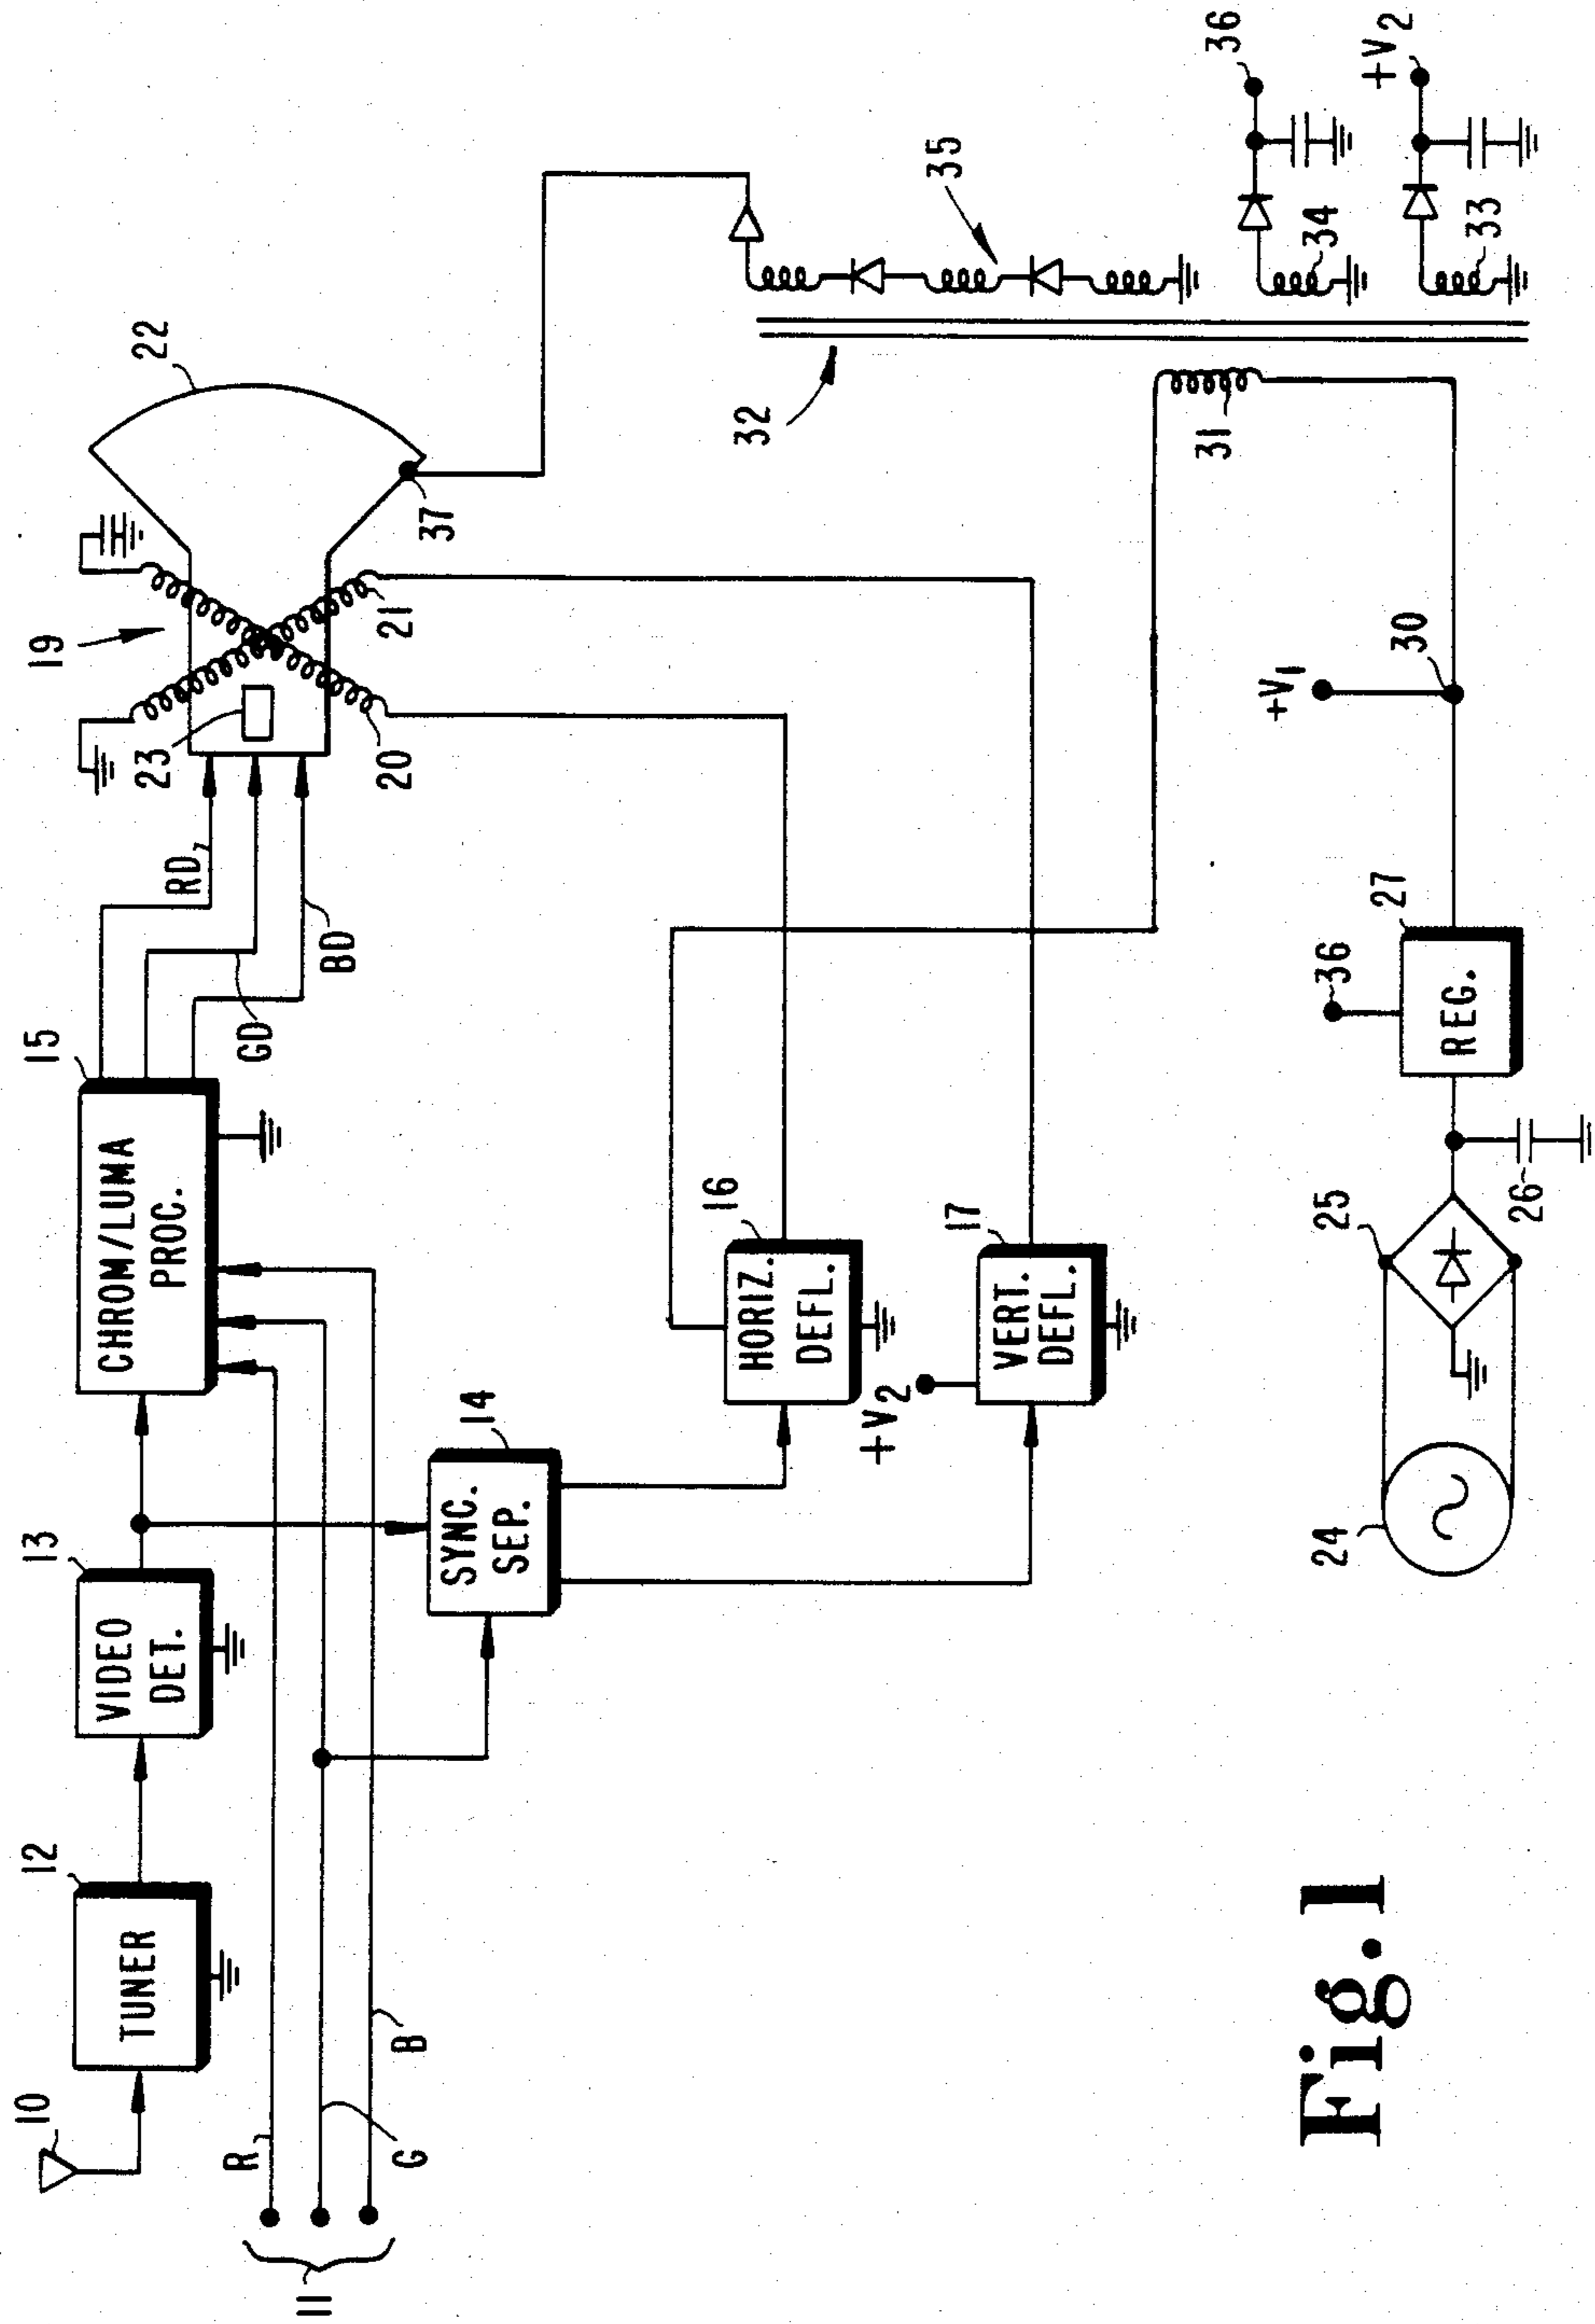 10
12
TUNER
13
VIDEO
DET.
15
CHROM/LUMA
PROC.
RD
GD
BD
19
23
20
21
22
37
11
R
G
B
14
SYNC.
SEP.
16
HORIZ.
DEFL.
+V2
17
VERT.
DEFL.
32
35
31
34
36
33
+V2
24
25
26
36
27
REG.
+V1
30
Fig. 1